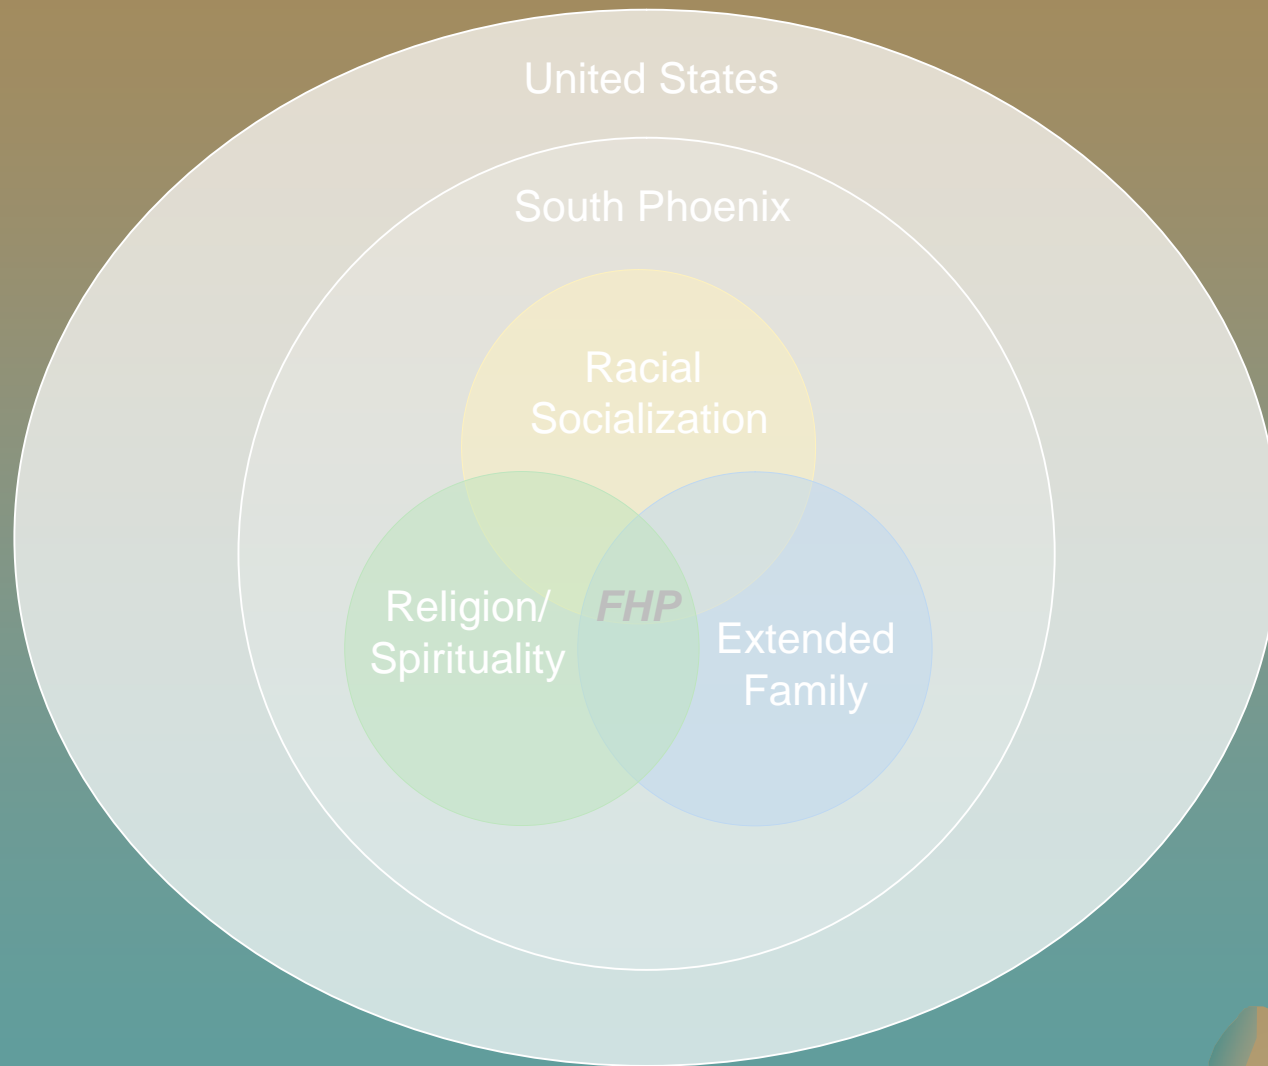 United States
South Phoenix
Racial
Socialization
Religion/
Spirituality
FHP
Extended
Family